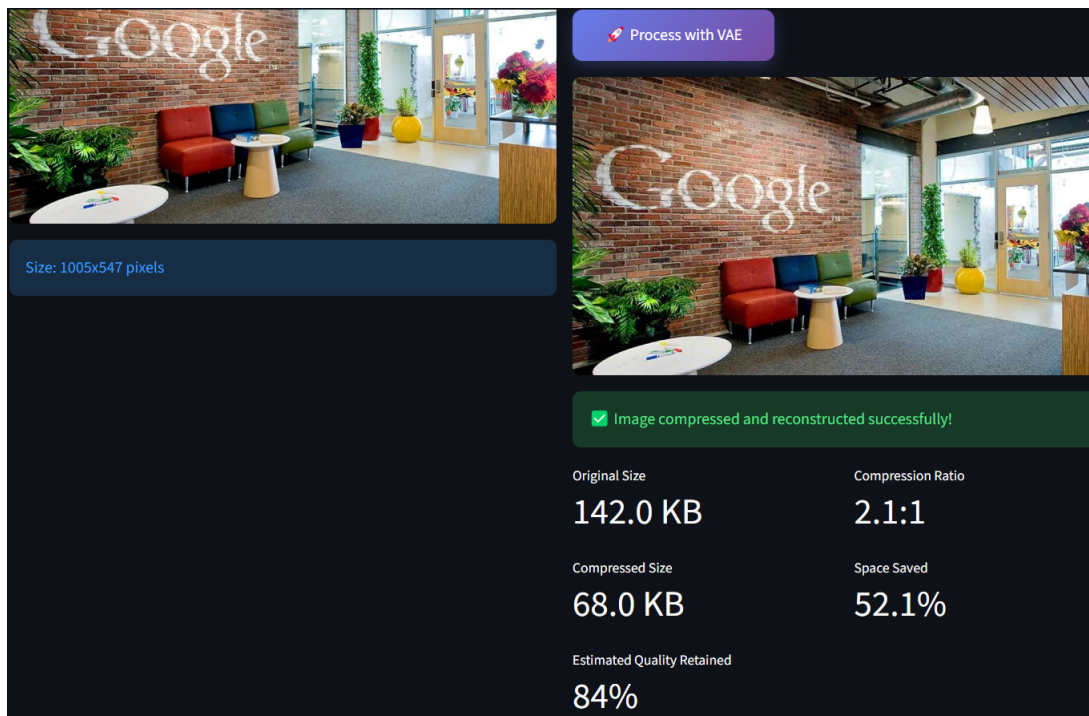 Google
Size: 1005x547 pixels
🚀 Process with VAE
Google
✅ Image compressed and reconstructed successfully!
Original Size
142.0 KB
Compression Ratio
2.1:1
Compressed Size
68.0 KB
Space Saved
52.1%
Estimated Quality Retained
84%